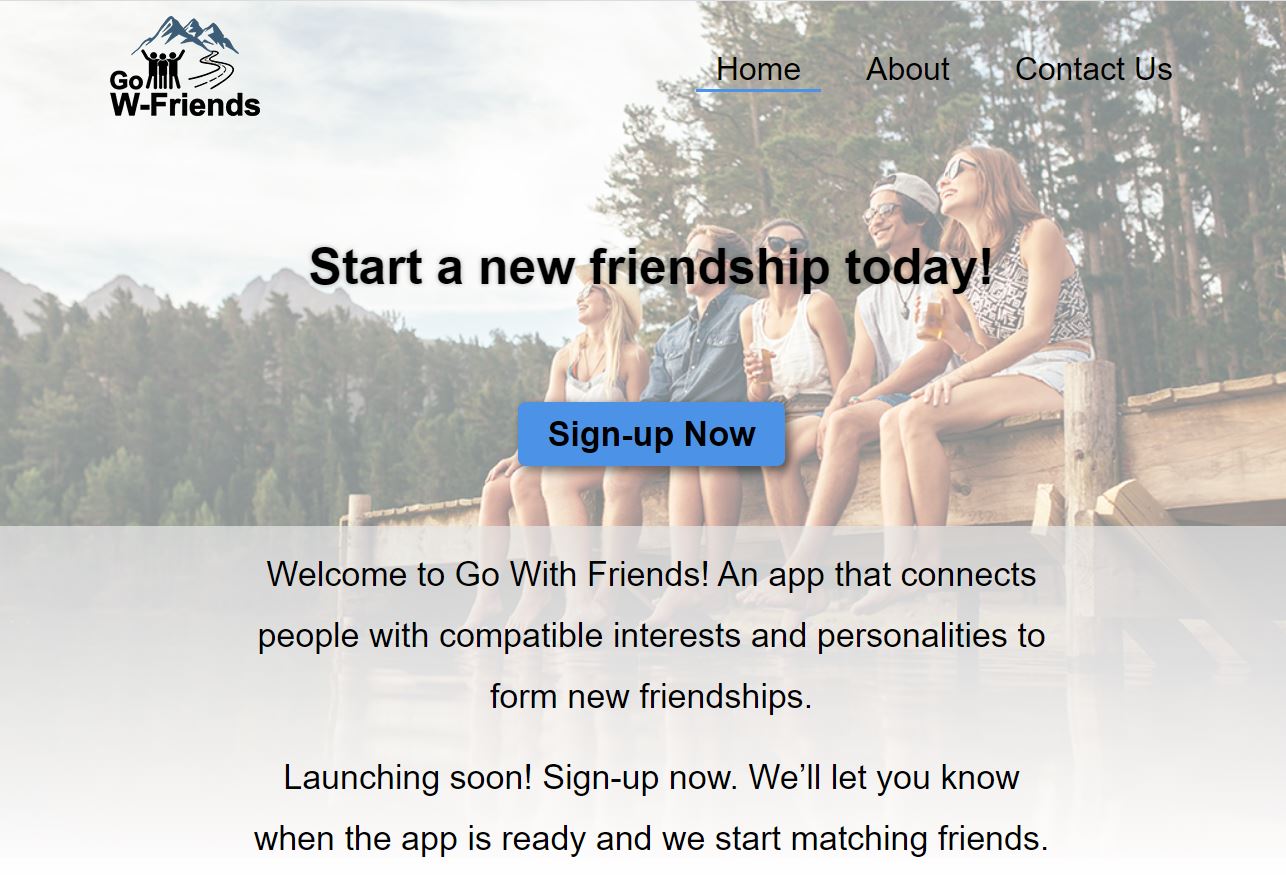 Go
W-Friends
Home About Contact Us
Start a new friendship today!
Sign-up Now
Welcome to Go With Friends! An app that connects
people with compatible interests and personalities to
form new friendships.
Launching soon! Sign-up now. We’ll let you know
when the app is ready and we start matching friends.